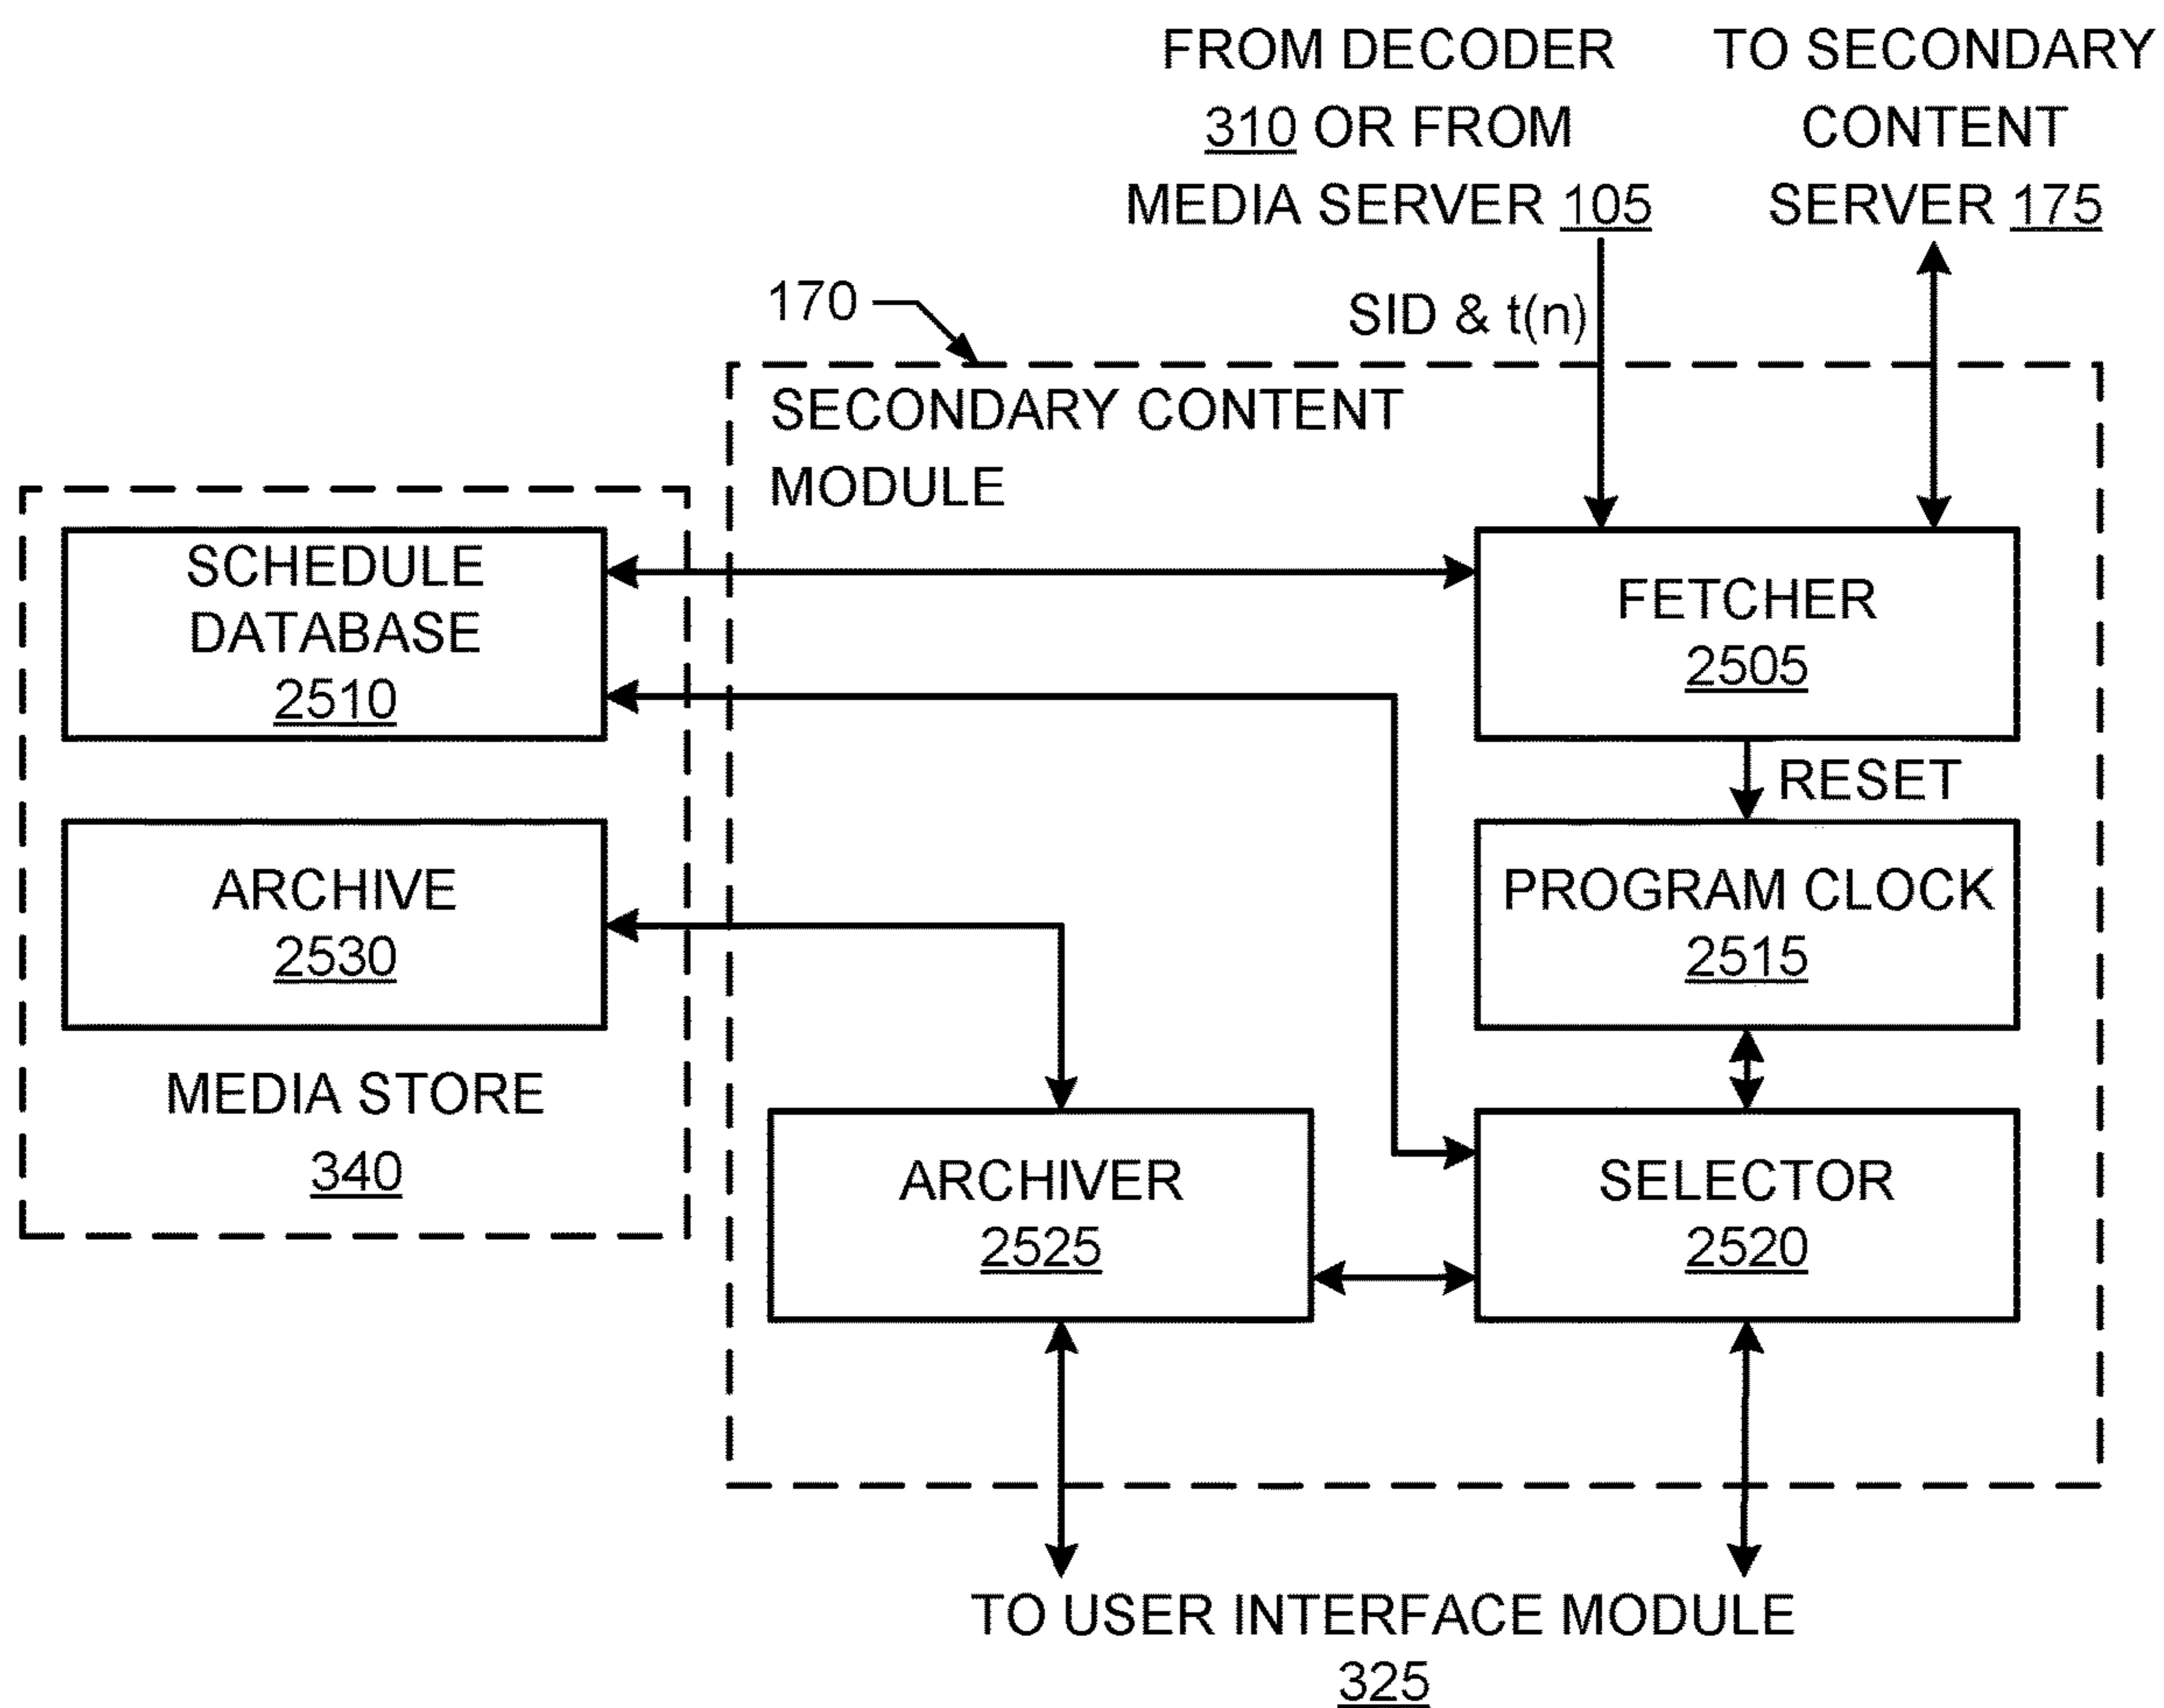 FROM DECODER
310 OR FROM
MEDIA SERVER 105
TO SECONDARY
CONTENT
SERVER 175
170
SID & t(n)
SECONDARY CONTENT
MODULE
SCHEDULE
DATABASE
2510
FETCHER
2505
RESET
ARCHIVE
2530
PROGRAM CLOCK
2515
MEDIA STORE
340
ARCHIVER
2525
SELECTOR
2520
TO USER INTERFACE MODULE
325